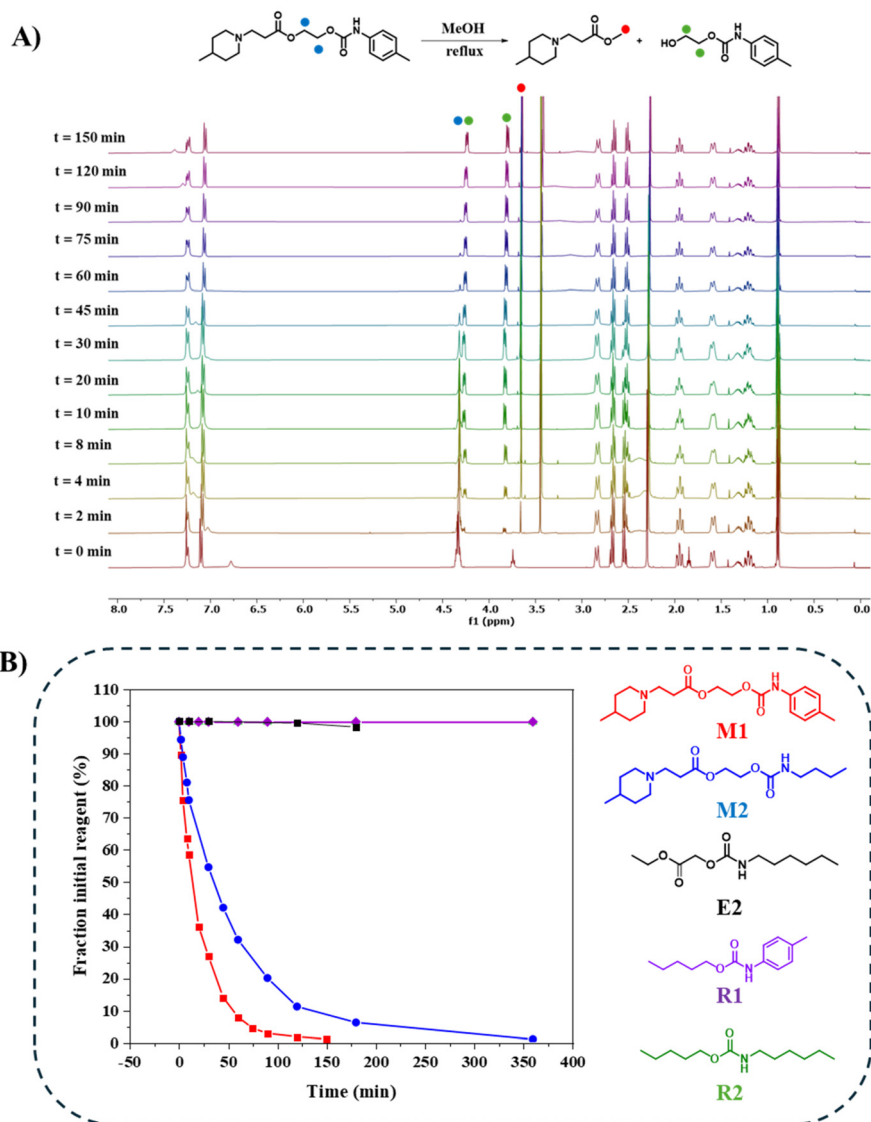 A)
MeOH
reflux
+
N
O
O
O
O
H
N
N
O
O
HO
O
O
H
N
t = 150 min
t = 120 min
t = 90 min
t = 75 min
t = 60 min
t = 45 min
t = 30 min
t = 20 min
t = 10 min
t = 8 min
t = 4 min
t = 2 min
t = 0 min
8.0 7.5 7.0 6.5 6.0 5.5 5.0 4.5 4.0 3.5 3.0 2.5 2.0 1.5 1.0 0.5 0.0
f1 (ppm)
B)
Fraction initial reagent (%)
110
100
90
80
70
60
50
40
30
20
10
0
-50 0 50 100 150 200 250 300 350 400
Time (min)
N
O
O
O
O
H
N
M1
N
O
O
O
O
N
H
M2
O
O
O
O
N
H
E2
O
O
N
H
R1
O
O
N
H
R2